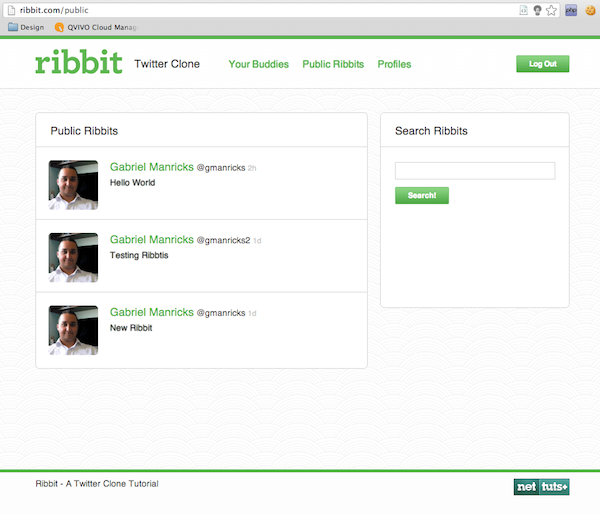 ribbit.com/public
php
Design QVIVO Cloud Manag
ribbit Twitter Clone Your Buddies Public Ribbits Profiles Log Out
Public Ribbits
Gabriel Manricks @gmanricks 2h
Hello World
Gabriel Manricks @gmanricks2 1d
Testing Ribbtis
Gabriel Manricks @gmanricks 1d
New Ribbit
Search Ribbits
Search!
Ribbit - A Twitter Clone Tutorial
net tuts+